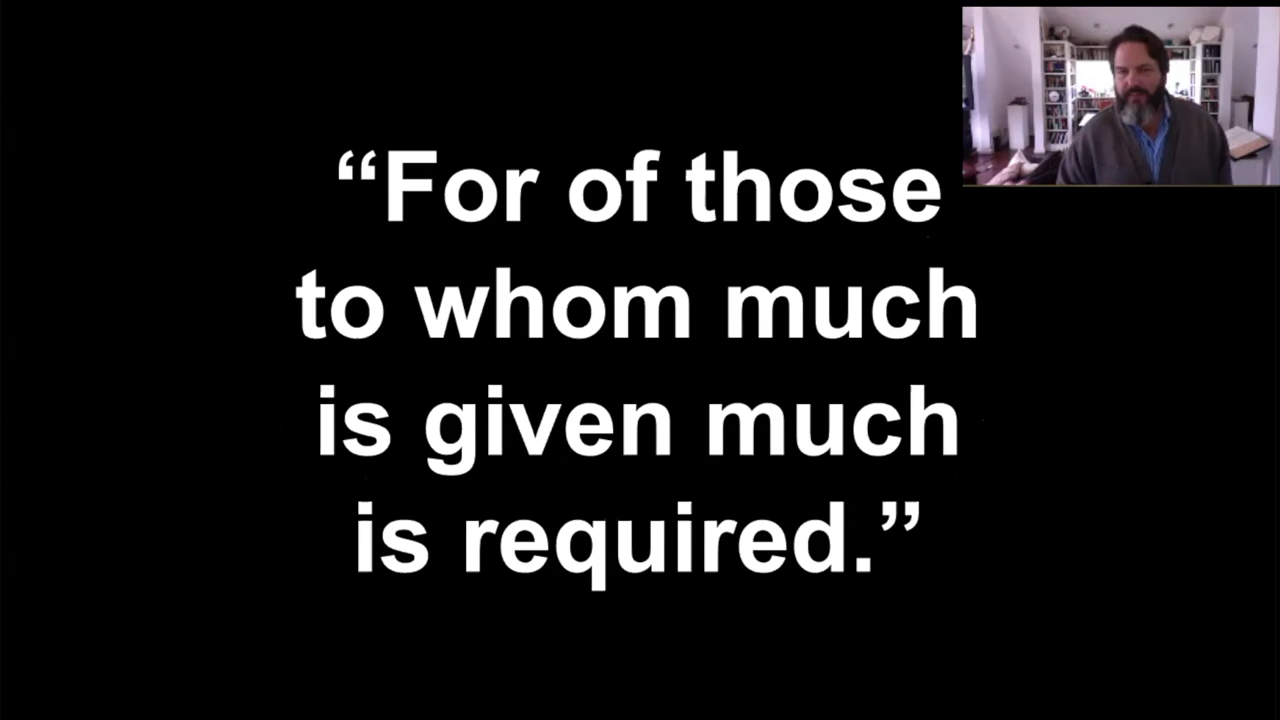 “For of those
to whom much
is given much
is required.”